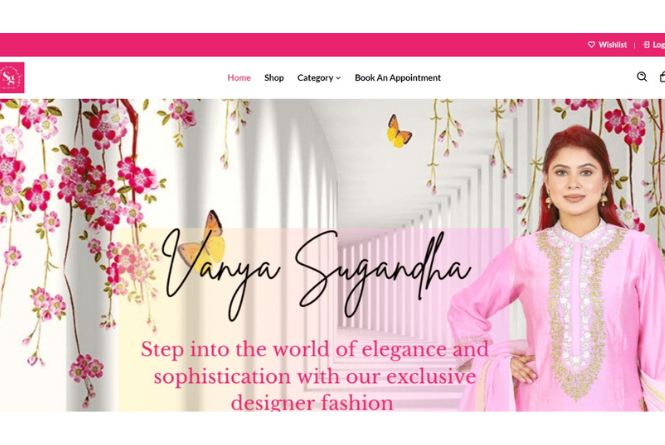 Wishlist | Log
Sg
Home Shop Category Book An Appointment
Vanya Sugandha
Step into the world of elegance and
sophistication with our exclusive
designer fashion